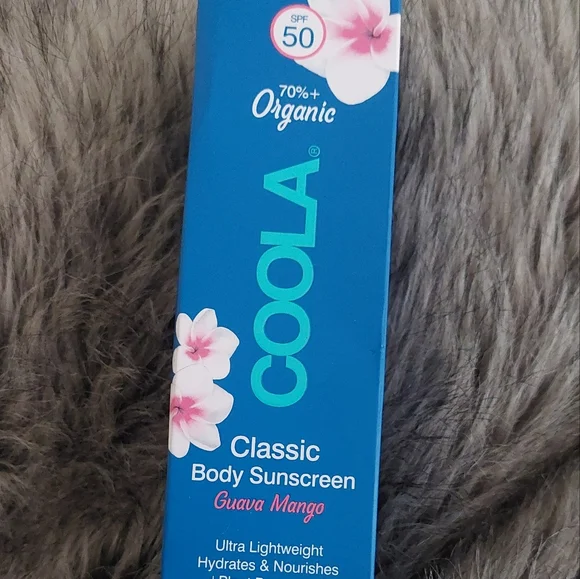 SPF
50
70%+
Organic
COOLA®
Classic
Body Sunscreen
Guava Mango
Ultra Lightweight
Hydrates & Nourishes